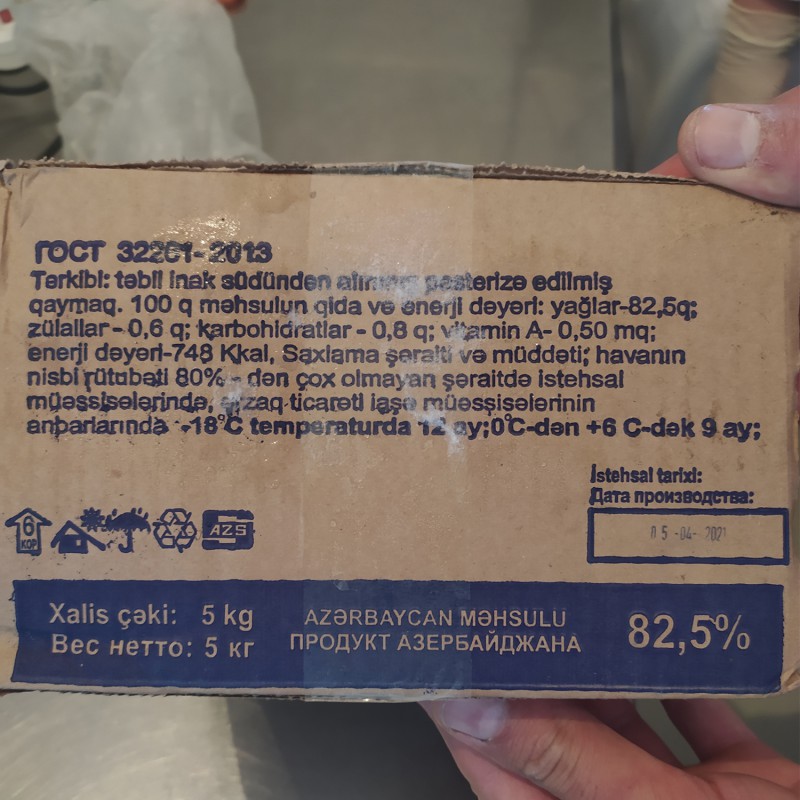 ГОСТ 32261-2013
Tərkibi: təbii inək südündən alınmış pasterizə edilmiş
qaymaq. 100 q məhsulun qida və enerji dəyəri: yağlar-82,5q;
zülallar - 0,6 q; karbohidratlar - 0,8 q; vitamin A- 0,50 mq;
enerji dəyəri-748 Kkal, Saxlama şəraiti və müddəti; havanın
nisbi rütubəti 80% - dən çox olmayan şəraitdə istehsal
müəssisələrində, ərzaq ticarəti iaşə müəssisələrinin
anbarlarında -18°C temperaturda 12 ay;0°C-dən +6 C-dək 9 ay;
İstehsal tarixi:
Дата производства:
05 -04- 2021
6
КОР
AZS
Xalis çəki: 5 kg
Вес нетто: 5 кг
AZƏRBAYCAN MƏHSULU
ПРОДУКТ АЗЕРБАЙДЖАНА
82,5%